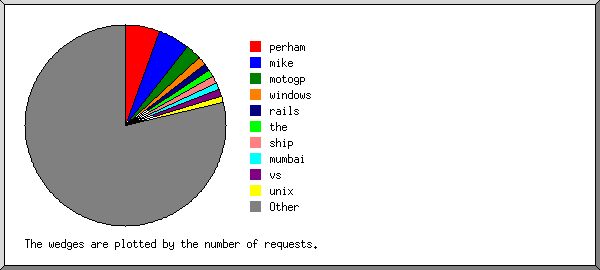 perham
mike
motogp
windows
rails
the
ship
mumbai
vs
unix
Other
The wedges are plotted by the number of requests.